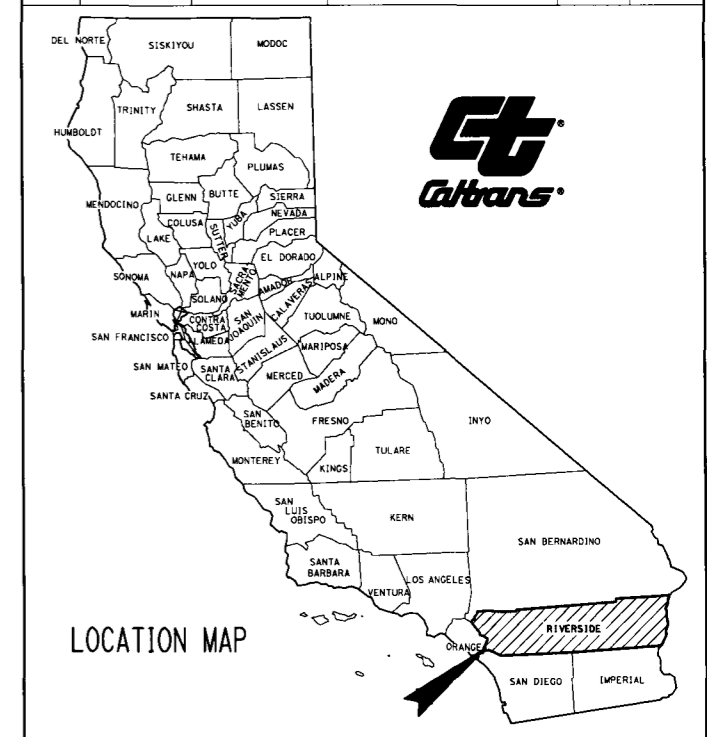 DEL NORTE
SISKIYOU
MODOC
TRINITY
SHASTA
LASSEN
HUMBOLDT
Ct®
Caltrans®
TEHAMA
PLUMAS
MENDOCINO
GLENN
BUTTE
SIERRA
NEVADA
YUBA
COLUSA
PLACER
LAKE
SUTTER
EL DORADO
YOLO
SONOMA
NAPA
SACRA-
MENTO
AMADOR
ALPINE
SOLANO
CALAVERAS
MARIN
CONTRA
COSTA
SAN
JOAQUIN
TUOLUMNE
MONO
SAN FRANCISCO
ALAMEDA
STANISLAUS
MARIPOSA
SAN MATEO
SANTA
CLARA
MERCED
MADERA
SANTA CRUZ
SAN
BENITO
FRESNO
INYO
MONTEREY
KINGS
TULARE
SAN
LUIS
OBISPO
KERN
SAN BERNARDINO
SANTA
BARBARA
VENTURA
LOS ANGELES
LOCATION MAP
ORANGE
RIVERSIDE
SAN DIEGO
IMPERIAL